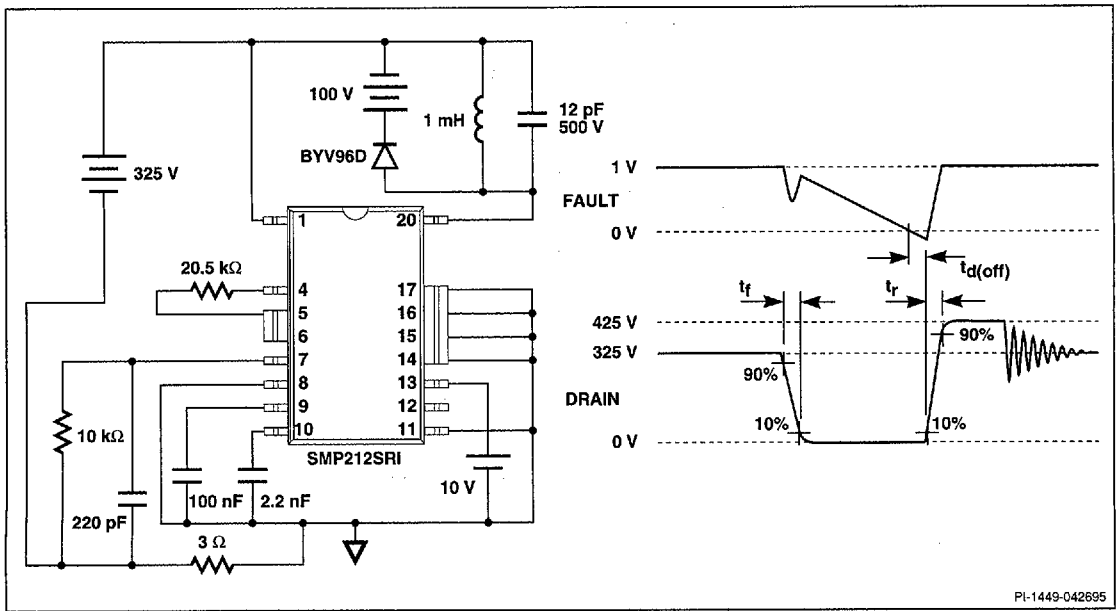 325 V
100 V
BYV96D
1 mH
12 pF
500 V
1
20
20.5 kΩ
4
5
6
7
8
9
10
17
16
15
14
13
12
11
SMP212SRI
10 kΩ
220 pF
100 nF
2.2 nF
10 V
3 Ω
1 V
FAULT
0 V
td(off)
tf
tr
425 V
325 V
90%
90%
DRAIN
10%
10%
0 V
PI-1449-042695